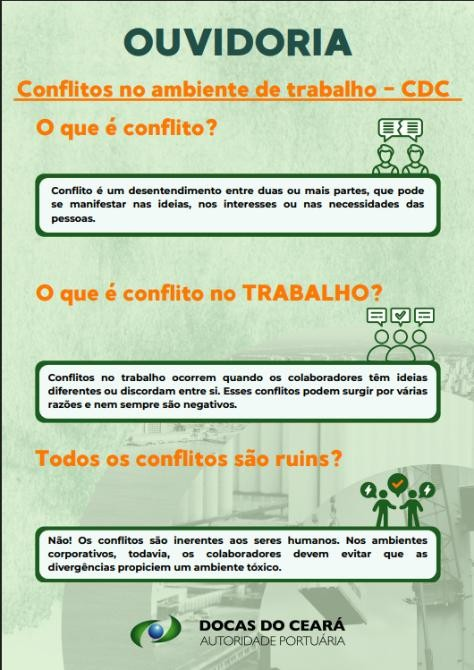 OUVIDORIA
Conflitos no ambiente de trabalho - CDC
O que é conflito?
Conflito é um desentendimento entre duas ou mais partes, que pode
se manifestar nas ideias, nos interesses ou nas necessidades das
pessoas.
O que é conflito no TRABALHO?
Conflitos no trabalho ocorrem quando os colaboradores têm ideias
diferentes ou discordam entre si. Esses conflitos podem surgir por várias
razões e nem sempre são negativos.
Todos os conflitos são ruins?
Não! Os conflitos são inerentes aos seres humanos. Nos ambientes
corporativos, todavia, os colaboradores devem evitar que as
divergências propiciem um ambiente tóxico.
DOCAS DO CEARÁ
AUTORIDADE PORTUÁRIA